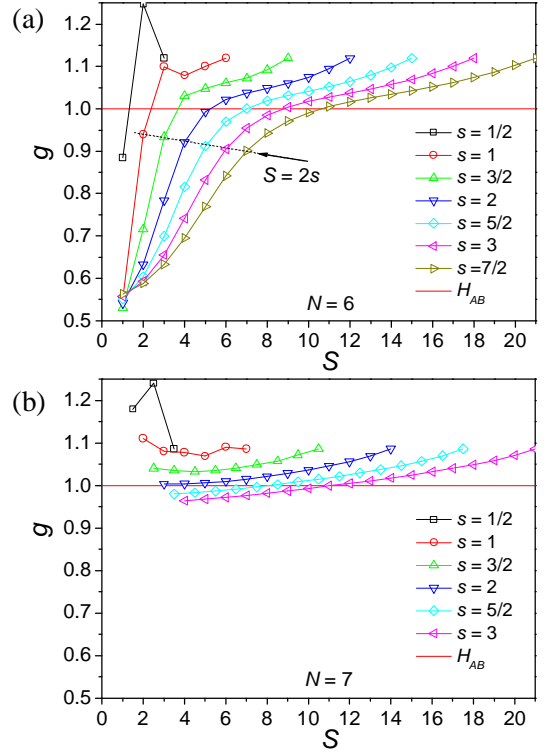 (a)
1.2
1.1
1.0
0.9
0.8
0.7
0.6
0.5
g
S = 2s
s = 1/2
s = 1
s = 3/2
s = 2
s = 5/2
s = 3
s =7/2
H_AB
N = 6
0 2 4 6 8 10 12 14 16 18 20
S
(b)
1.2
1.1
1.0
0.9
0.8
0.7
0.6
0.5
g
s = 1/2
s = 1
s = 3/2
s = 2
s = 5/2
s = 3
H_AB
N = 7
0 2 4 6 8 10 12 14 16 18 20
S